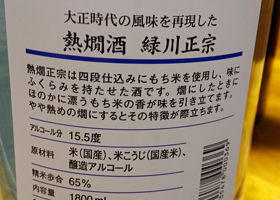 大正時代の風味を再現した
熱燗酒 緑川正宗
熱燗正宗は四段仕込みにもち米を使用し、味に
ふくらみを持たせた酒です。燗にしたときに
ほのかに漂うもち米の香が味を引き立てます。
やや熱めの燗にするとその特徴が際立ちます。
アルコール分 15.5度
原材料 米(国産)、米こうじ(国産米)、
醸造アルコール
精米歩合 65%
内容量 1800ml